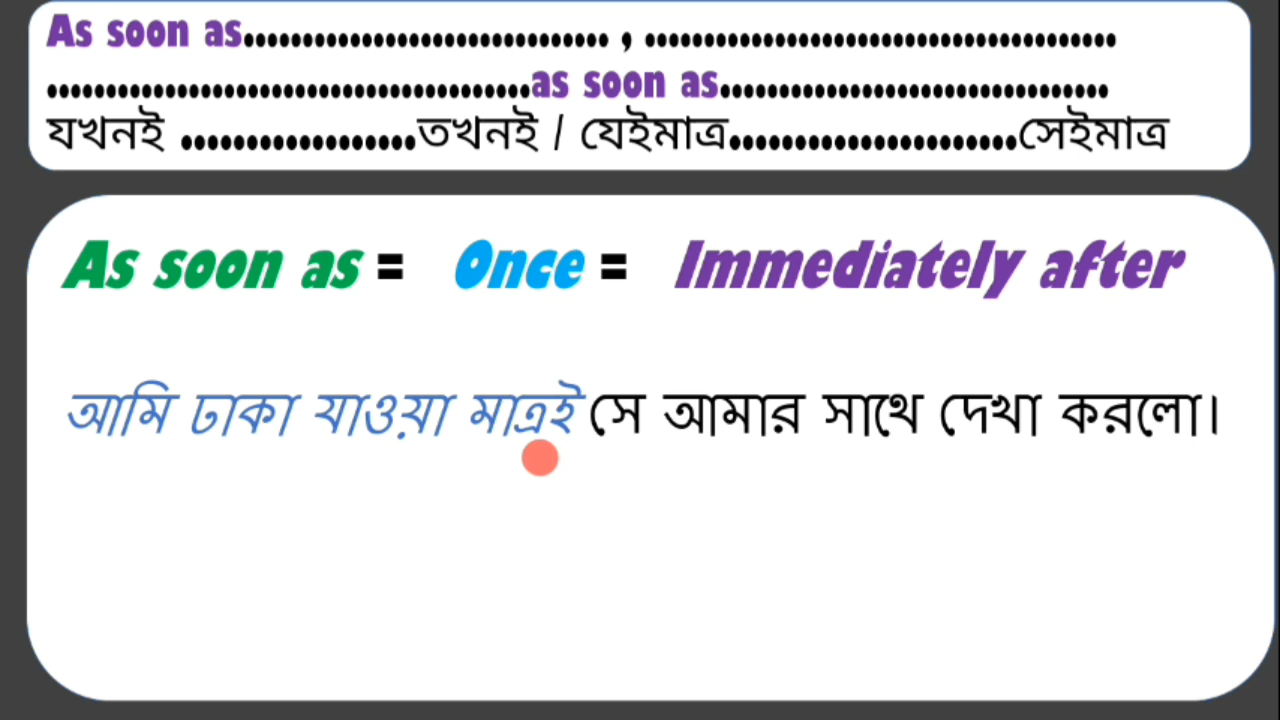 As soon as............................... , ........................................
.........................................as soon as.................................
যখনই ..................তখনই / যেইমাত্র......................সেইমাত্র
As soon as = Once = Immediately after
আমি ঢাকা যাওয়া মাত্রই সে আমার সাথে দেখা করলো।